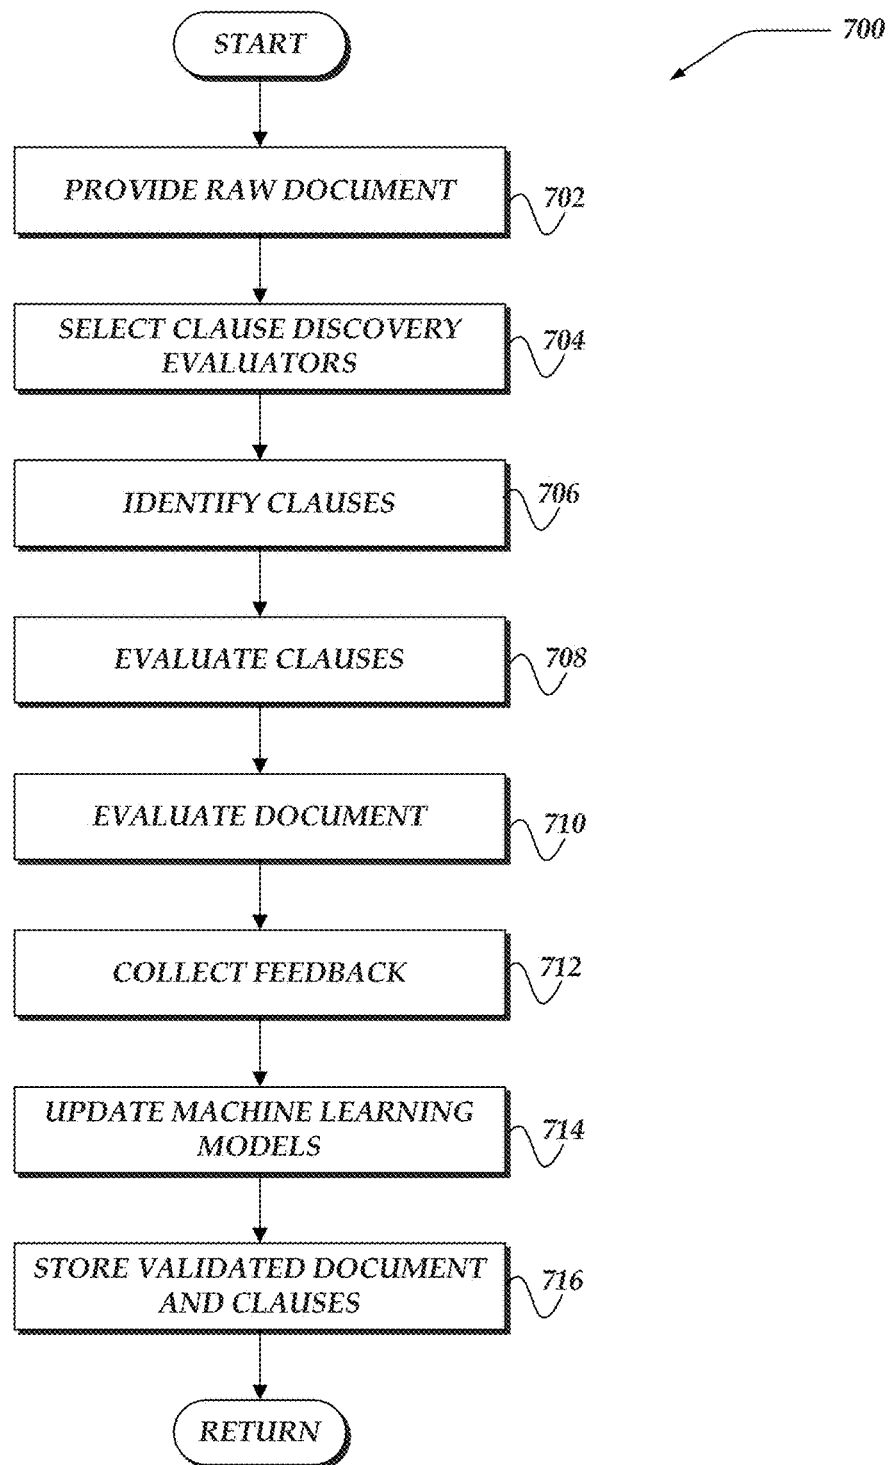 START
700
PROVIDE RAW DOCUMENT
702
SELECT CLAUSE DISCOVERY
EVALUATORS
704
IDENTIFY CLAUSES
706
EVALUATE CLAUSES
708
EVALUATE DOCUMENT
710
COLLECT FEEDBACK
712
UPDATE MACHINE LEARNING
MODELS
714
STORE VALIDATED DOCUMENT
AND CLAUSES
716
RETURN